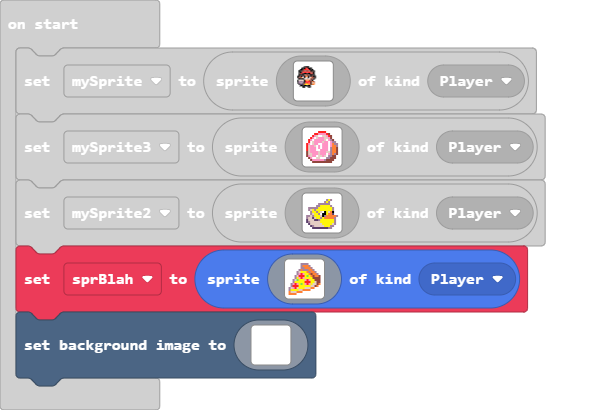 on start
set mySprite to sprite of kind Player
set mySprite3 to sprite of kind Player
set mySprite2 to sprite of kind Player
set sprBlah to sprite of kind Player
set background image to